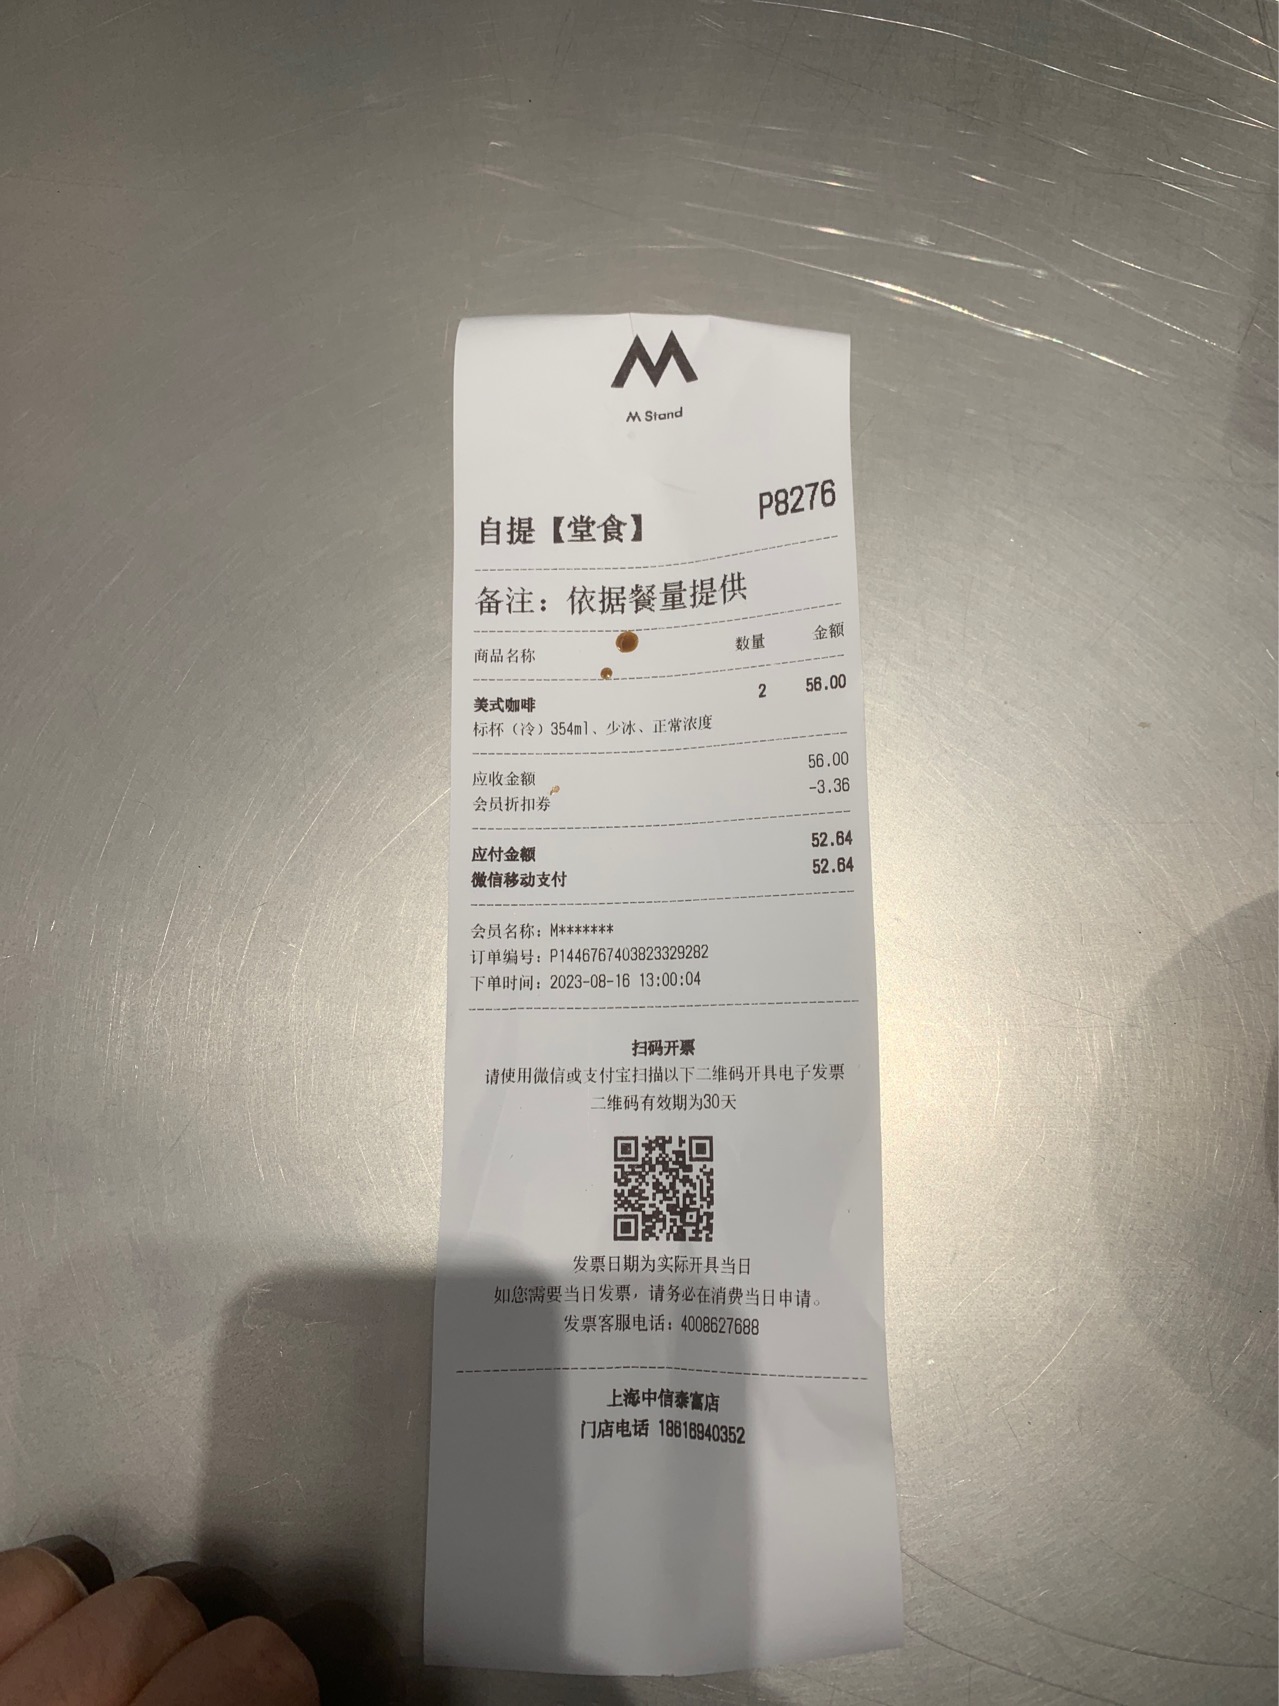 M Stand
P8276
自提【堂食】
备注：依据餐量提供
商品名称 数量 金额
美式咖啡 2 56.00
标杯（冷）354ml、少冰、正常浓度
应收金额 56.00
会员折扣券 -3.36
应付金额 52.64
微信移动支付 52.64
会员名称：M*******
订单编号：P1446767403823329282
下单时间：2023-08-16 13:00:04
扫码开票
请使用微信或支付宝扫描以下二维码开具电子发票
二维码有效期为30天
发票日期为实际开具当日
如您需要当日发票，请务必在消费当日申请。
发票客服电话：4008627688
上海中信泰富店
门店电话 18616940352